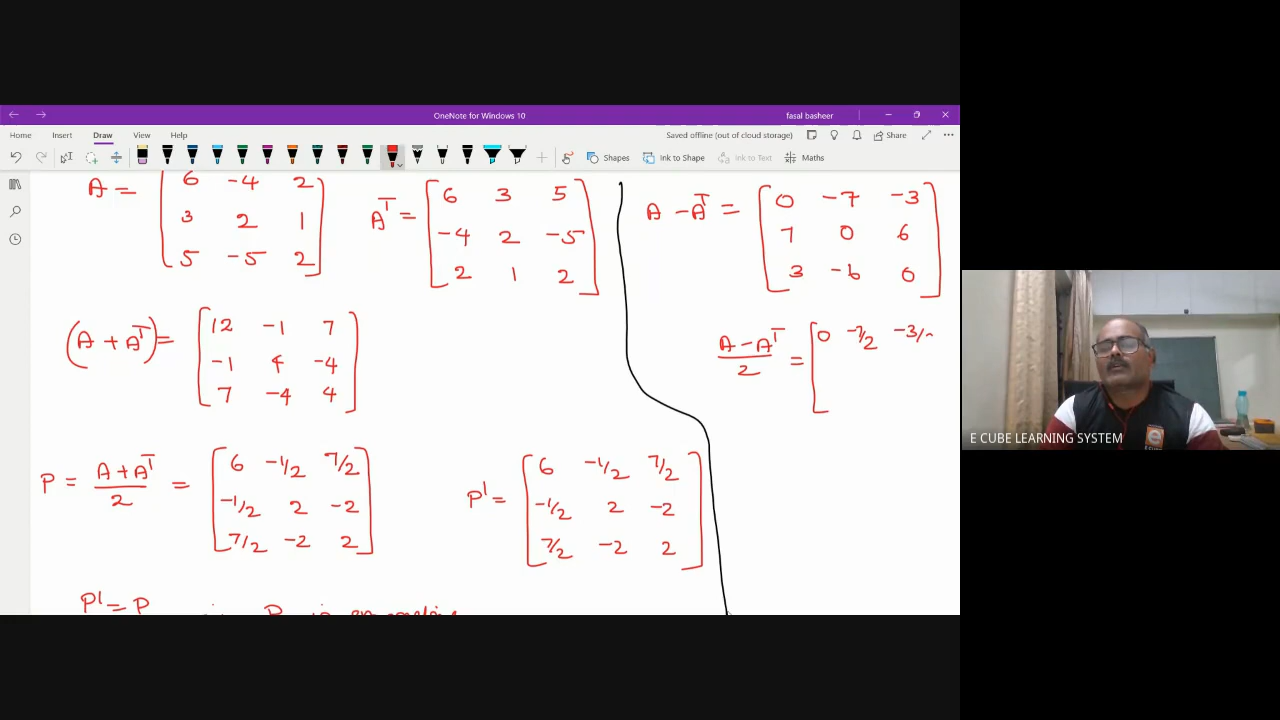 OneNote for Windows 10
fasal basheer
Home Insert Draw View Help
Saved offline (out of cloud storage)
Share
Shapes
Ink to Shape
Ink to Text
Maths
A = [ 6 -4 2
3 2 1
5 -5 2 ]
A^T = [ 6 3 5
-4 2 -5
2 1 2 ]
(A + A^T) = [ 12 -1 7
-1 4 -4
7 -4 4 ]
P = (A + A^T)/2 = [ 6 -1/2 7/2
-1/2 2 -2
7/2 -2 2 ]
P' = [ 6 -1/2 7/2
-1/2 2 -2
7/2 -2 2 ]
P' = P
P is
A - A^T = [ 0 -7 -3
7 0 6
3 -6 0 ]
(A - A^T)/2 = [ 0 -7/2 -3/
E CUBE LEARNING SYSTEM